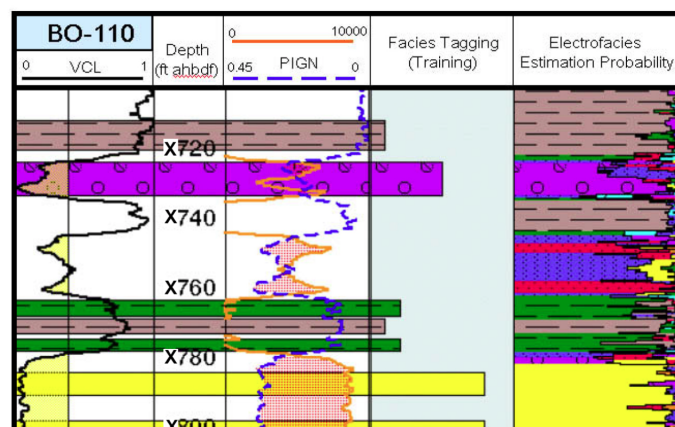 BO-110
0 VCL 1
Depth
(ft ahbdf)
0 10000
0.45 PIGN 0
Facies Tagging
(Training)
Electrofacies
Estimation Probability
X720
X740
X760
X780
X800